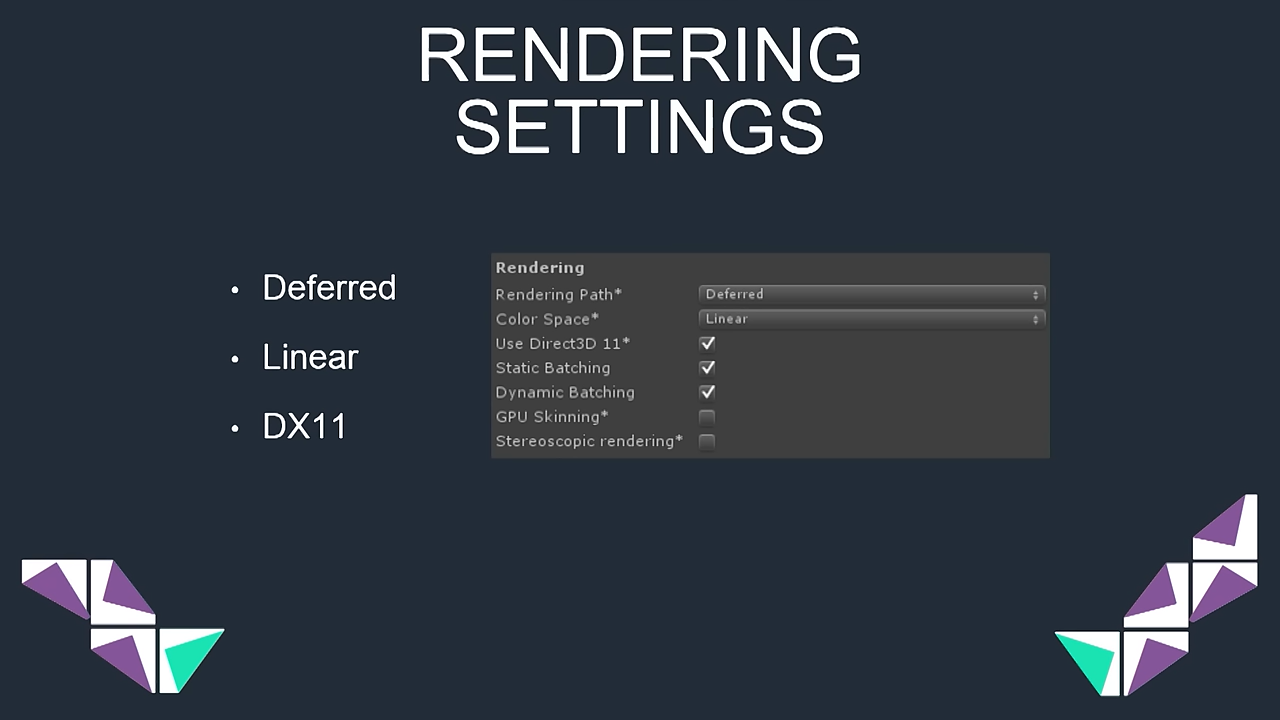 RENDERING
SETTINGS
• Deferred
• Linear
• DX11
Rendering
Rendering Path* Deferred
Color Space* Linear
Use Direct3D 11*
Static Batching
Dynamic Batching
GPU Skinning*
Stereoscopic rendering*